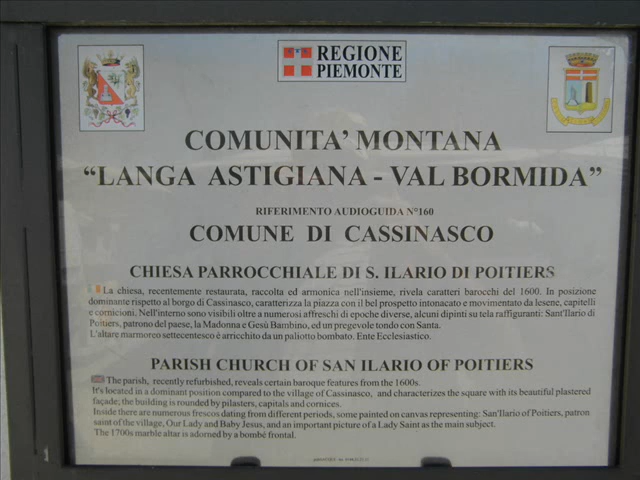 REGIONE
PIEMONTE
COMUNITA' MONTANA
"LANGA ASTIGIANA - VAL BORMIDA"
RIFERIMENTO AUDIOGUIDA N°160
COMUNE DI CASSINASCO
CHIESA PARROCCHIALE DI S. ILARIO DI POITIERS
La chiesa, recentemente restaurata, raccolta ed armonica nell'insieme, rivela caratteri barocchi del 1600. In posizione
dominante rispetto al borgo di Cassinasco, caratterizza la piazza con il bel prospetto intonacato e movimentato da lesene, capitelli
e cornicioni. Nell'interno sono visibili oltre a numerosi affreschi di epoche diverse, alcuni dipinti su tela raffiguranti: Sant'Ilario di
Poitiers, patrono del paese, la Madonna e Gesù Bambino, ed un pregevole tondo con Santa.
L'altare marmoreo settecentesco è arricchito da un paliotto bombato. Ente Ecclesiastico.
PARISH CHURCH OF SAN ILARIO OF POITIERS
The parish, recently refurbished, reveals certain baroque features from the 1600s.
It's located in a dominant position compared to the village of Cassinasco, and characterizes the square with its beautiful plastered
façade; the building is rounded by pilasters, capitals and cornices.
Inside there are numerous frescos dating from different periods, some painted on canvas representing: San'Ilario of Poitiers, patron
saint of the village, Our Lady and Baby Jesus, and an important picture of a Lady Saint as the main subject.
The 1700s marble altar is adorned by a bombé frontal.